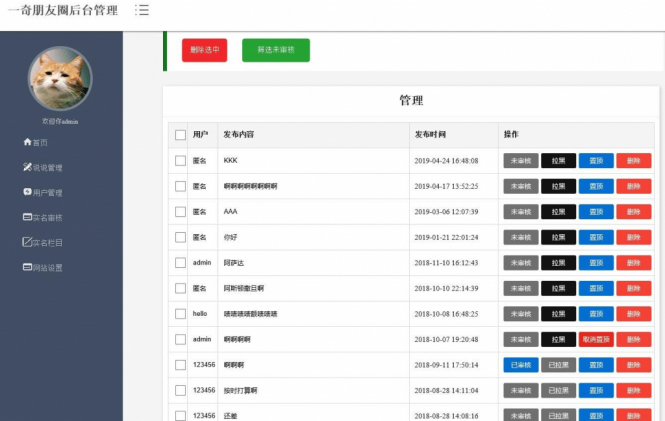 一奇朋友圈后台管理
删除选中 筛选未审核
欢迎你admin
首页
说说管理
用户管理
实名审核
实名栏目
网站设置
管理
用户 发布内容 发布时间 操作
匿名 KKK 2019-04-24 16:48:08 未审核 拉黑 置顶 删除
匿名 啊啊啊啊啊啊啊啊 2019-04-17 13:52:25 未审核 拉黑 置顶 删除
匿名 AAA 2019-03-06 12:07:39 未审核 拉黑 置顶 删除
匿名 你好 2019-01-21 22:01:24 未审核 拉黑 置顶 删除
admin 阿萨达 2018-11-10 16:12:43 未审核 拉黑 置顶 删除
匿名 阿斯顿撒旦啊 2018-10-10 22:14:39 未审核 拉黑 置顶 删除
hello 2018-10-08 16:48:25 未审核 拉黑 置顶 删除
admin 啊啊啊啊 2018-10-07 19:20:48 未审核 拉黑 取消置顶 删除
123456 啊啊啊 2018-09-11 17:50:14 已审核 已拉黑 置顶 删除
123456 按时打算啊 2018-08-28 14:11:04 未审核 已拉黑 置顶 删除
123456 还差 2018-08-28 14:08:16 未审核 已拉黑 置顶 删除